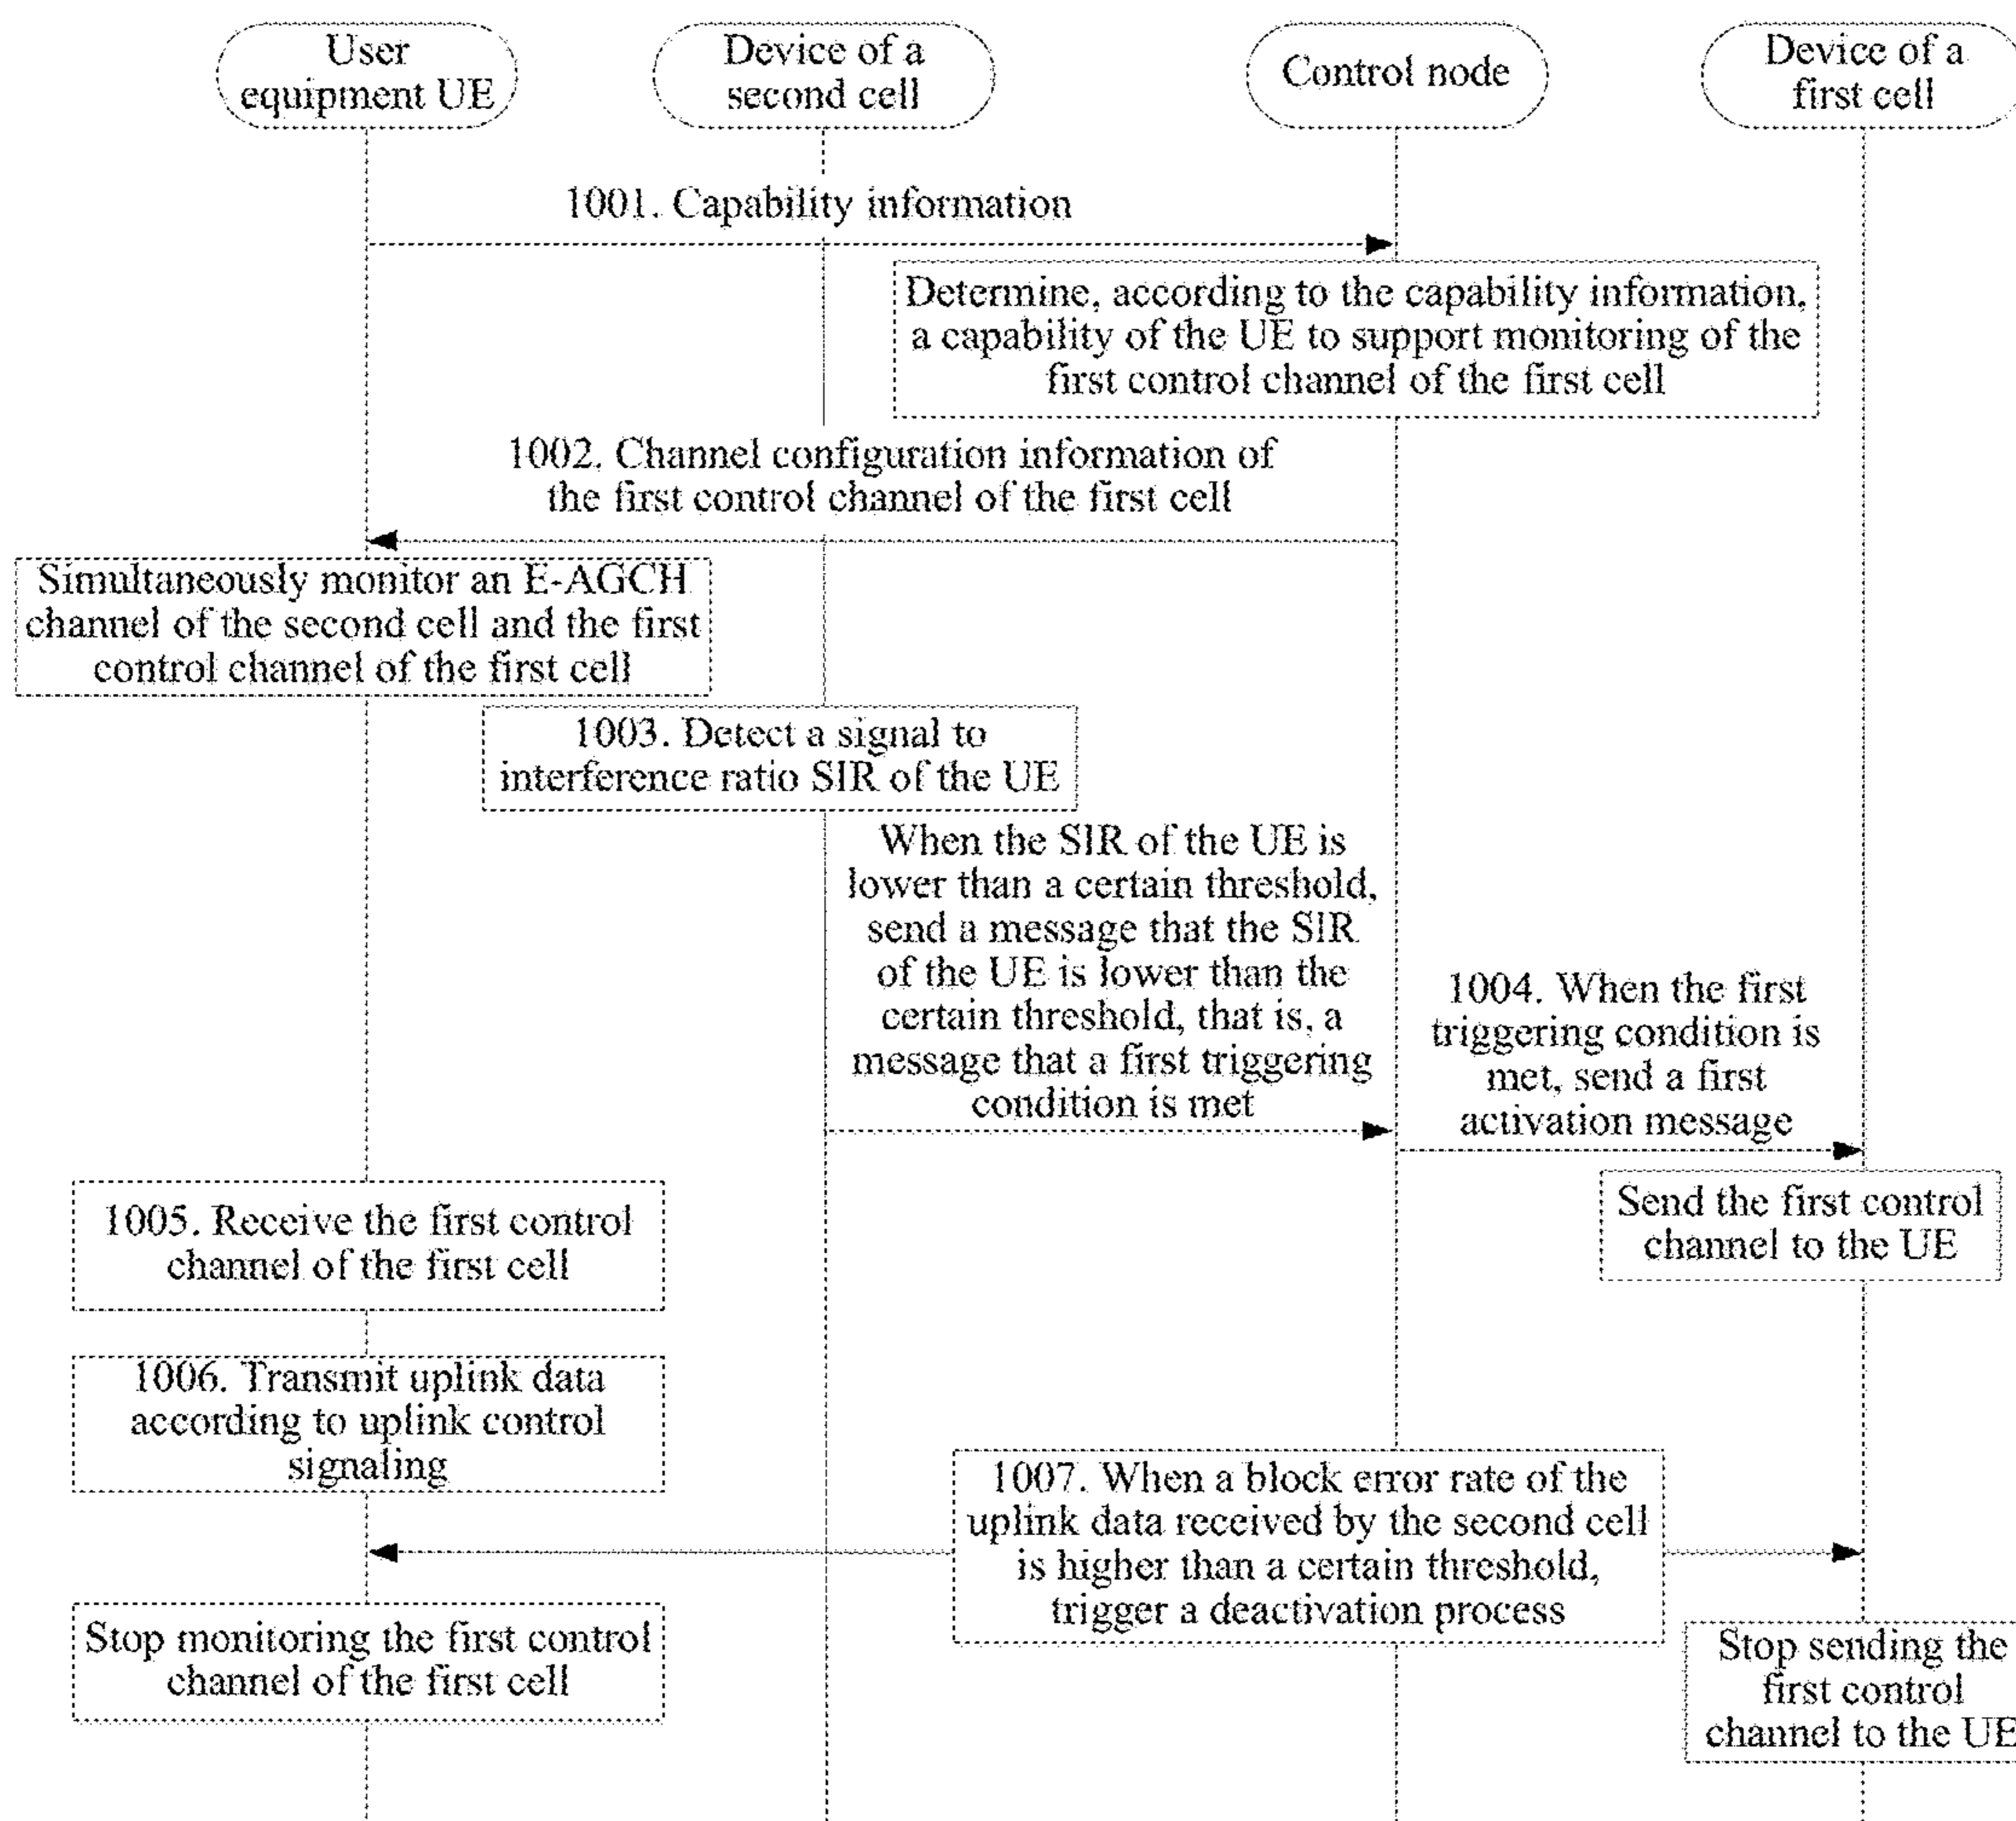 User
equipment UE
Device of a
second cell
Control node
Device of a
first cell
1001. Capability information
Determine, according to the capability information,
a capability of the UE to support monitoring of the
first control channel of the first cell
1002. Channel configuration information of
the first control channel of the first cell
Simultaneously monitor an E-AGCH
channel of the second cell and the first
control channel of the first cell
1003. Detect a signal to
interference ratio SIR of the UE
When the SIR of the UE is
lower than a certain threshold,
send a message that the SIR
of the UE is lower than the
certain threshold, that is, a
message that a first triggering
condition is met
1004. When the first
triggering condition is
met, send a first
activation message
Send the first control
channel to the UE
1005. Receive the first control
channel of the first cell
1006. Transmit uplink data
according to uplink control
signaling
1007. When a block error rate of the
uplink data received by the second cell
is higher than a certain threshold,
trigger a deactivation process
Stop monitoring the first control
channel of the first cell
Stop sending the
first control
channel to the UE